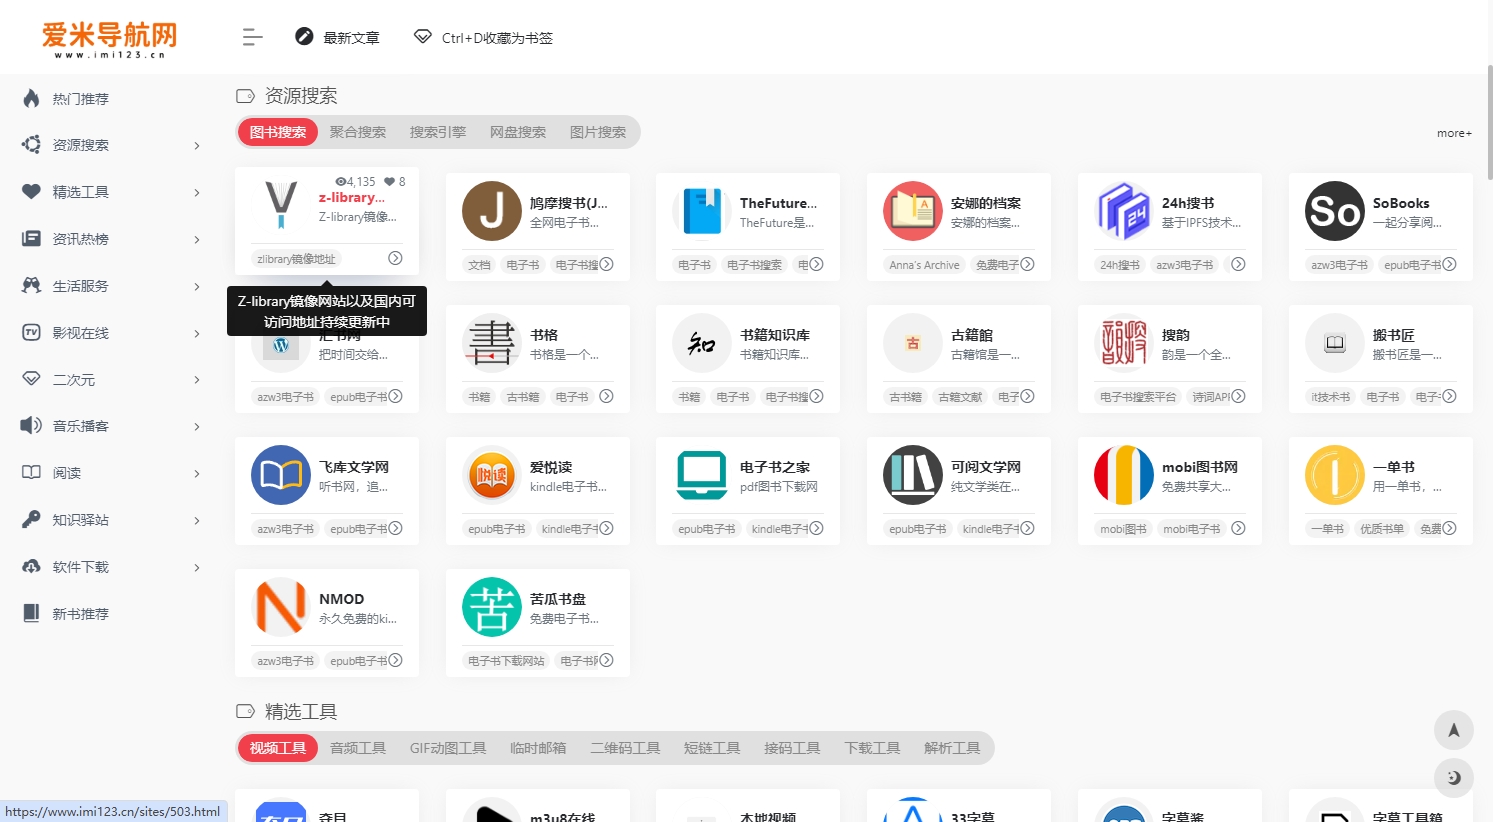 爱米导航网
www.imi123.cn
最新文章
Ctrl+D收藏为书签
热门推荐
资源搜索
精选工具
资讯热榜
生活服务
影视在线
二次元
音乐播客
阅读
知识驿站
软件下载
新书推荐
资源搜索
图书搜索 聚合搜索 搜索引擎 网盘搜索 图片搜索
more+
4,135 8
z-library...
Z-library镜像...
zlibrary镜像地址
J
鸠摩搜书(J...
全网电子书...
文档 电子书 电子书搜
TheFuture...
TheFuture是...
电子书 电子书搜索
安娜的档案
安娜的档案...
Anna's Archive 免费电子
24
24h搜书
基于IPFS技术...
24h搜书 azw3电子书
So
SoBooks
一起分享阅...
azw3电子书 epub电子书
Z-library镜像网站以及国内可
访问地址持续更新中
把时间交给...
azw3电子书 epub电子书
書
书格
书格是一个...
书籍 古书籍 电子书
知
书籍知识库
书籍知识库...
书籍 电子书 电子书搜
古
古籍館
古籍馆是一...
古书籍 古籍文献 电子
搜韵
韵是一个全...
电子书搜索平台 诗词API
搬书匠
搬书匠是一...
it技术书 电子书 电子
飞库文学网
听书网，追...
azw3电子书 epub电子书
悦读
爱悦读
kindle电子书...
epub电子书 kindle电子书
电子书之家
pdf图书下载网
epub电子书 kindle电子书
可阅文学网
纯文学类在...
epub电子书 kindle电子书
mobi图书网
免费共享大...
mobi图书 mobi电子书
一单书
用一单书，...
一单书 优质书单 免费
NMOD
永久免费的ki...
azw3电子书 epub电子书
苦
苦瓜书盘
免费电子书...
电子书下载网站 电子书
精选工具
视频工具 音频工具 GIF动图工具 临时邮箱 二维码工具 短链工具 接码工具 下载工具 解析工具
夺目
m3u8在线
本地视频
33字幕
字幕酱
字幕工具箱
https://www.imi123.cn/sites/503.html